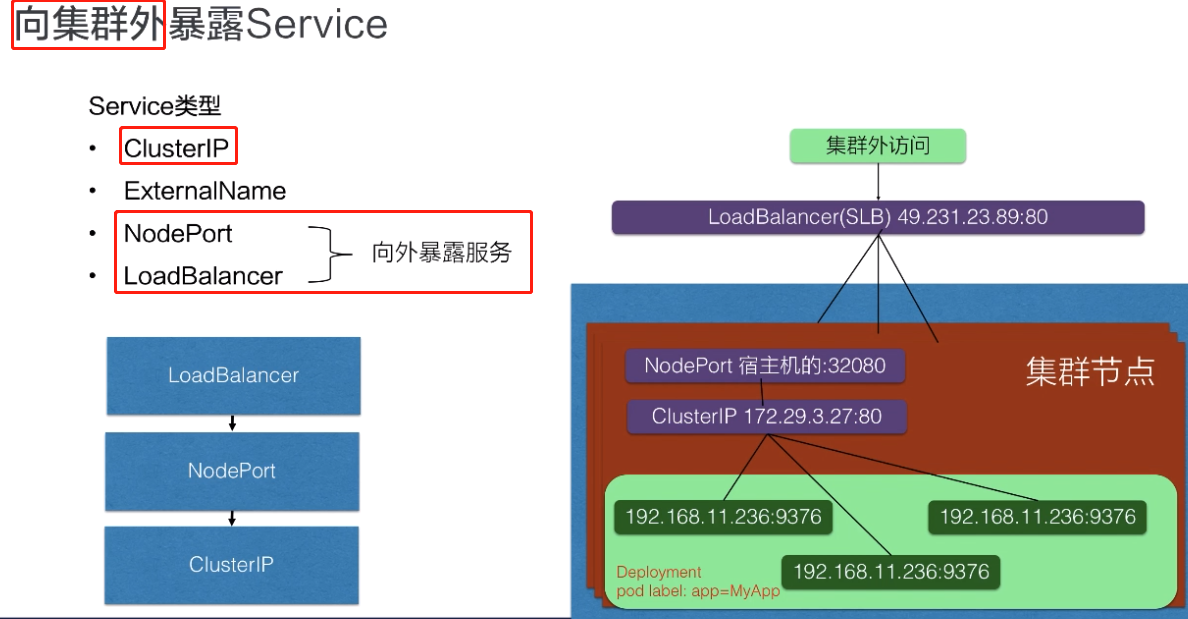 向集群外暴露Service
Service类型
• ClusterIP
• ExternalName
• NodePort
• LoadBalancer
向外暴露服务
LoadBalancer
NodePort
ClusterIP
集群外访问
LoadBalancer(SLB) 49.231.23.89:80
集群节点
NodePort 宿主机的:32080
ClusterIP 172.29.3.27:80
192.168.11.236:9376
192.168.11.236:9376
192.168.11.236:9376
Deployment
pod label: app=MyApp